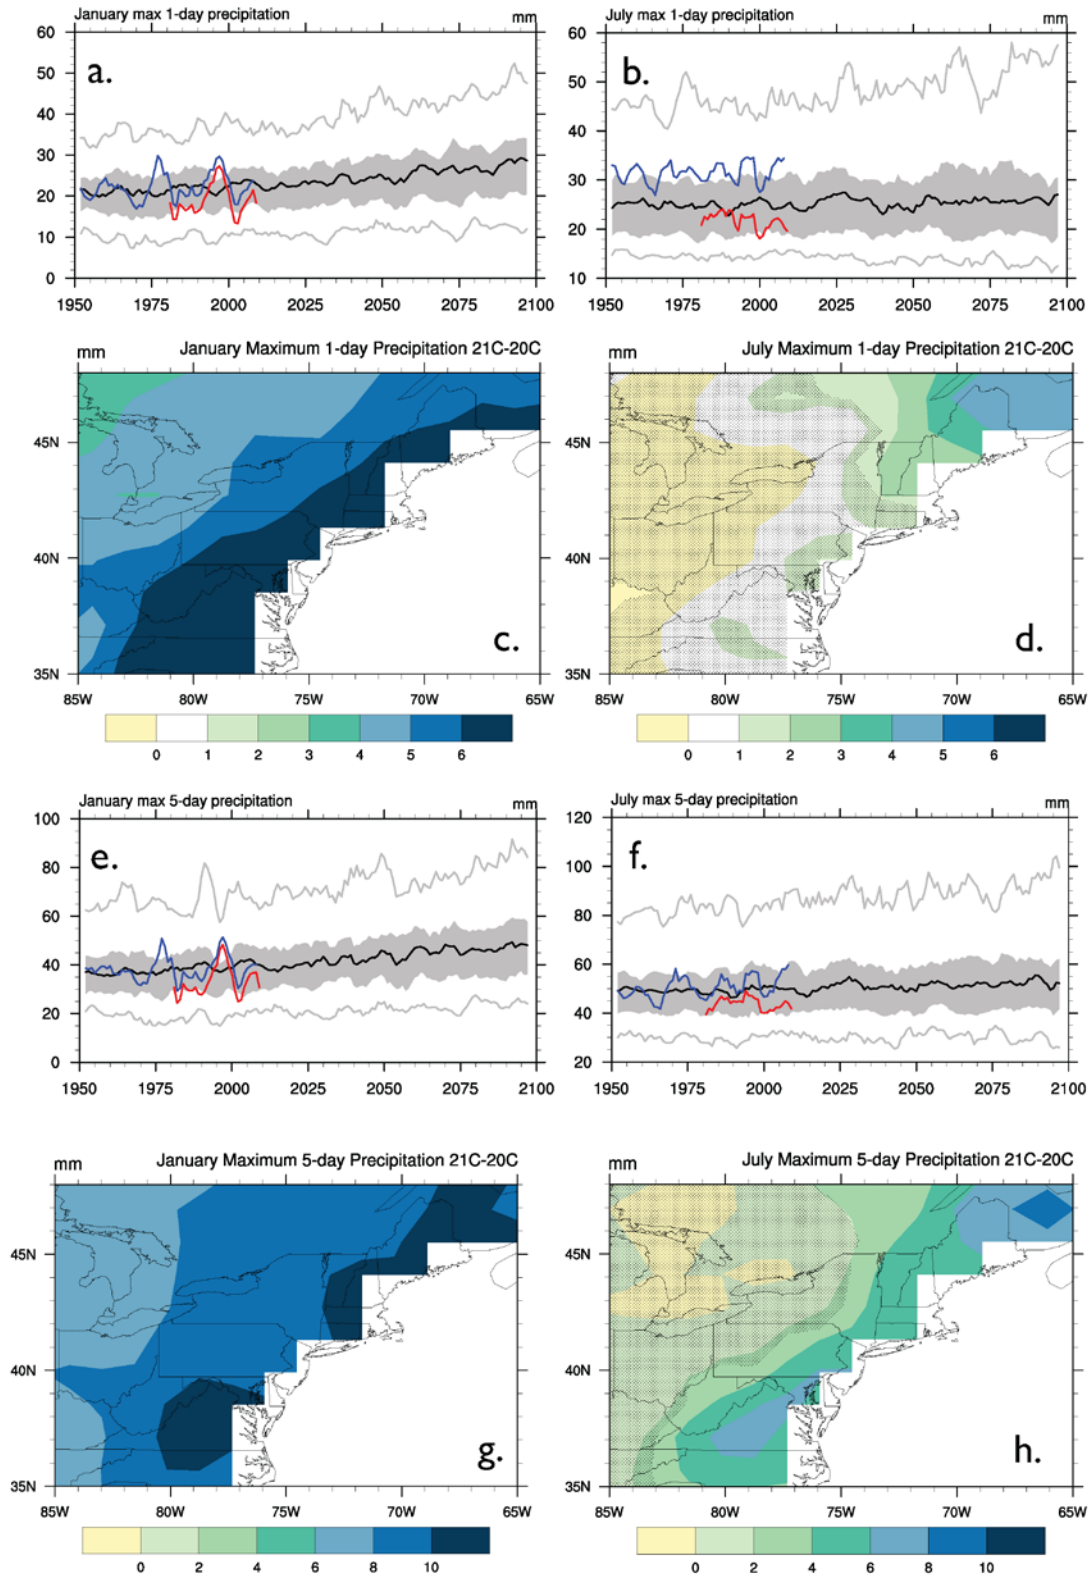 January max 1-day precipitation mm
60
50
40
30
20
10
0
a.
1950 1975 2000 2025 2050 2075 2100
July max 1-day precipitation mm
60
50
40
30
20
10
b.
1950 1975 2000 2025 2050 2075 2100
mm January Maximum 1-day Precipitation 21C-20C
45N
40N
35N
c.
85W 80W 75W 70W 65W
0 1 2 3 4 5 6
mm July Maximum 1-day Precipitation 21C-20C
45N
40N
35N
d.
85W 80W 75W 70W 65W
0 1 2 3 4 5 6
January max 5-day precipitation mm
100
80
60
40
20
0
e.
1950 1975 2000 2025 2050 2075 2100
July max 5-day precipitation mm
120
100
80
60
40
20
f.
1950 1975 2000 2025 2050 2075 2100
mm January Maximum 5-day Precipitation 21C-20C
45N
40N
35N
g.
85W 80W 75W 70W 65W
0 2 4 6 8 10
mm July Maximum 5-day Precipitation 21C-20C
45N
40N
35N
h.
85W 80W 75W 70W 65W
0 2 4 6 8 10